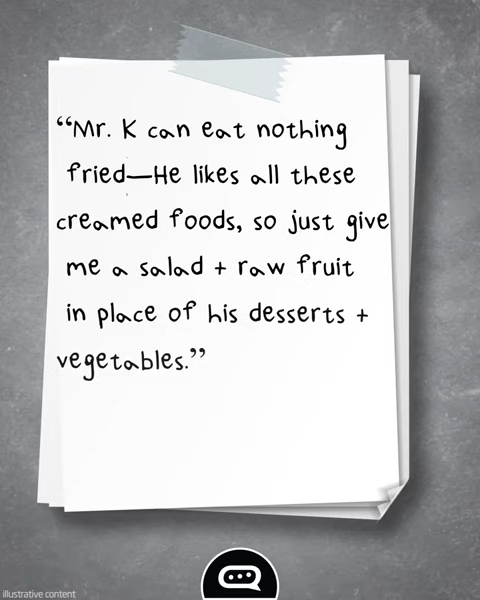 “Mr. K can eat nothing
fried—He likes all these
creamed foods, so just give
me a salad + raw fruit
in place of his desserts +
vegetables.”
illustrative content